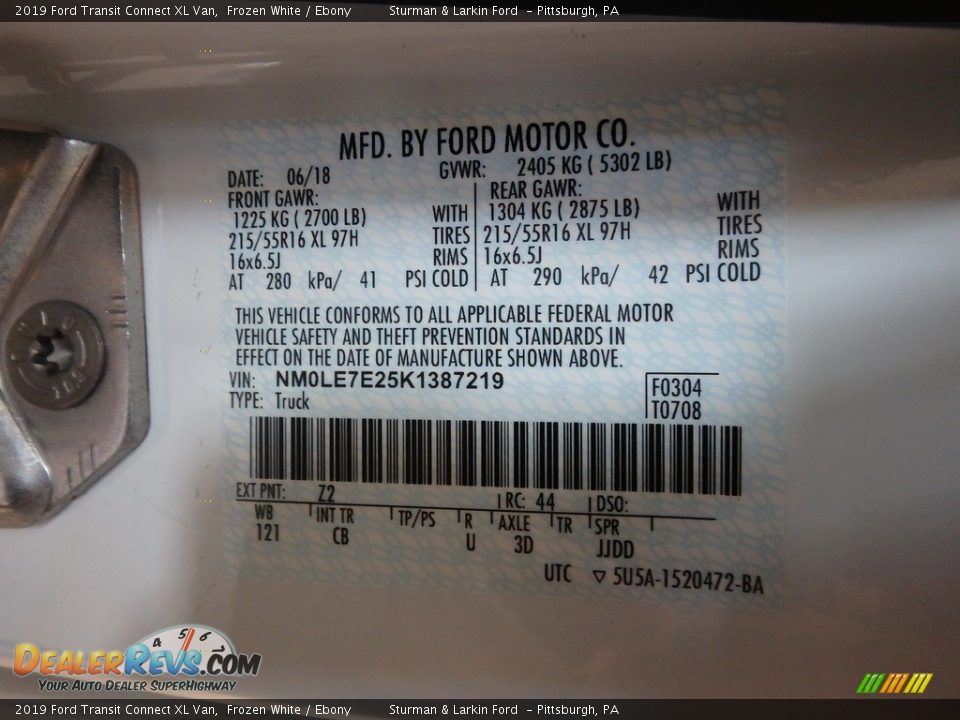 2019 Ford Transit Connect XL Van, Frozen White / Ebony Sturman & Larkin Ford - Pittsburgh, PA
MFD. BY FORD MOTOR CO.
DATE: 06/18 GVWR: 2405 KG ( 5302 LB)
FRONT GAWR: REAR GAWR:
1225 KG ( 2700 LB) WITH 1304 KG ( 2875 LB) WITH
215/55R16 XL 97H TIRES 215/55R16 XL 97H TIRES
16x6.5J RIMS 16x6.5J RIMS
AT 280 kPa/ 41 PSI COLD AT 290 kPa/ 42 PSI COLD
THIS VEHICLE CONFORMS TO ALL APPLICABLE FEDERAL MOTOR
VEHICLE SAFETY AND THEFT PREVENTION STANDARDS IN
EFFECT ON THE DATE OF MANUFACTURE SHOWN ABOVE.
VIN: NM0LE7E25K1387219
TYPE: Truck
F0304
T0708
EXT PNT: Z2 RC: 44 DSO:
WB INT TR TP/PS R AXLE TR SPR
121 CB U 3D JJDD
UTC ▽ 5U5A-1520472-BA
4 5 6 7
DEALERREVS.COM
YOUR AUTO DEALER SUPERHIGHWAY
2019 Ford Transit Connect XL Van, Frozen White / Ebony Sturman & Larkin Ford - Pittsburgh, PA